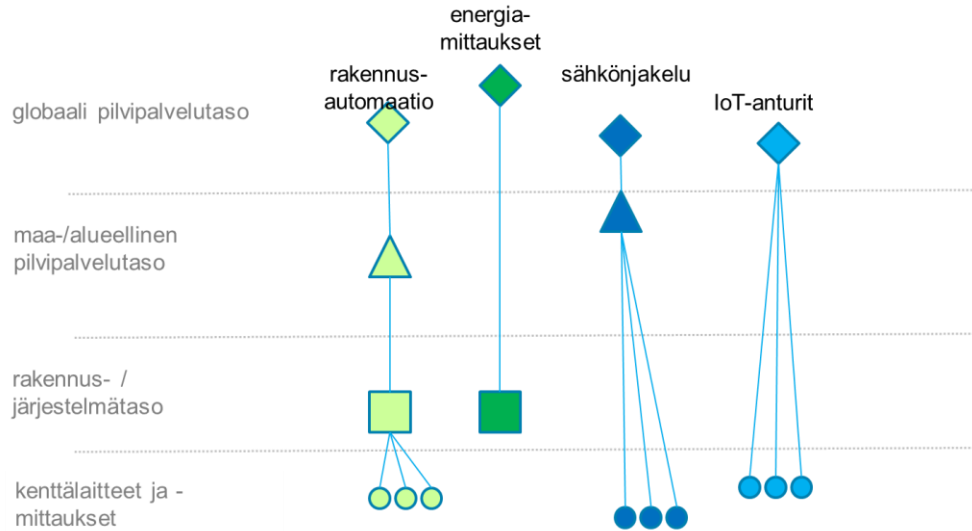 energia-
mittaukset
rakennus-
automaatio
sähkönjakelu
IoT-anturit
globaali pilvipalvelutaso
maa-/alueellinen
pilvipalvelutaso
rakennus- /
järjestelmätaso
kenttälaitteet ja -
mittaukset